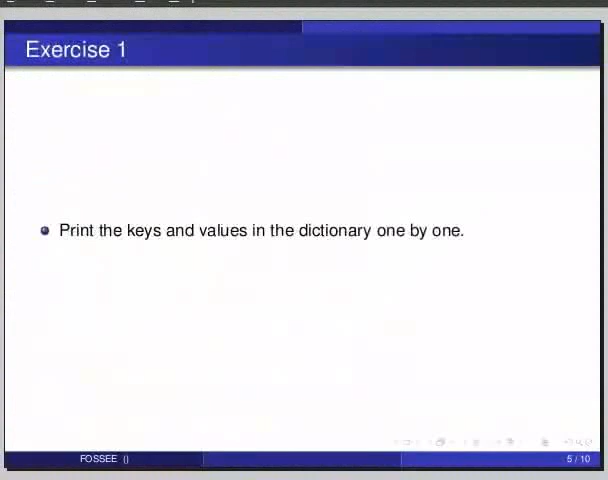 Exercise 1
Print the keys and values in the dictionary one by one.
FOSSEE ()
5 / 10